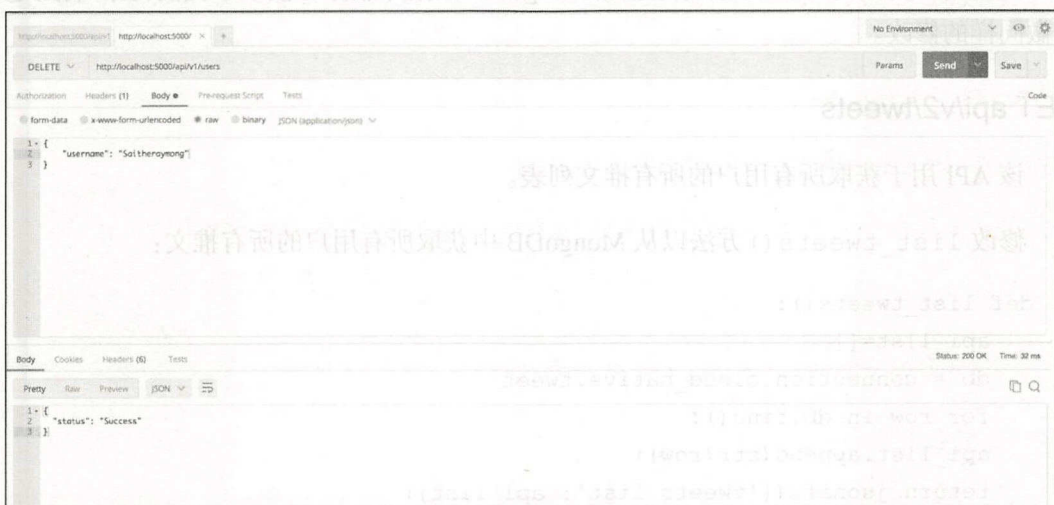 http://localhost:5000/ × +
No Environment
DELETE http://localhost:5000/api/v1/users
Params Send Save
Authorization Headers (1) Body Pre-request Script Tests
Code
form-data x-www-form-urlencoded raw binary JSON (application/json)
1 {
2 "username": "Saitheraymong"
3 }
Body Cookies Headers (6) Tests
Status: 200 OK Time: 32 ms
Pretty Raw Preview JSON
1 {
2 "status": "Success"
3 }